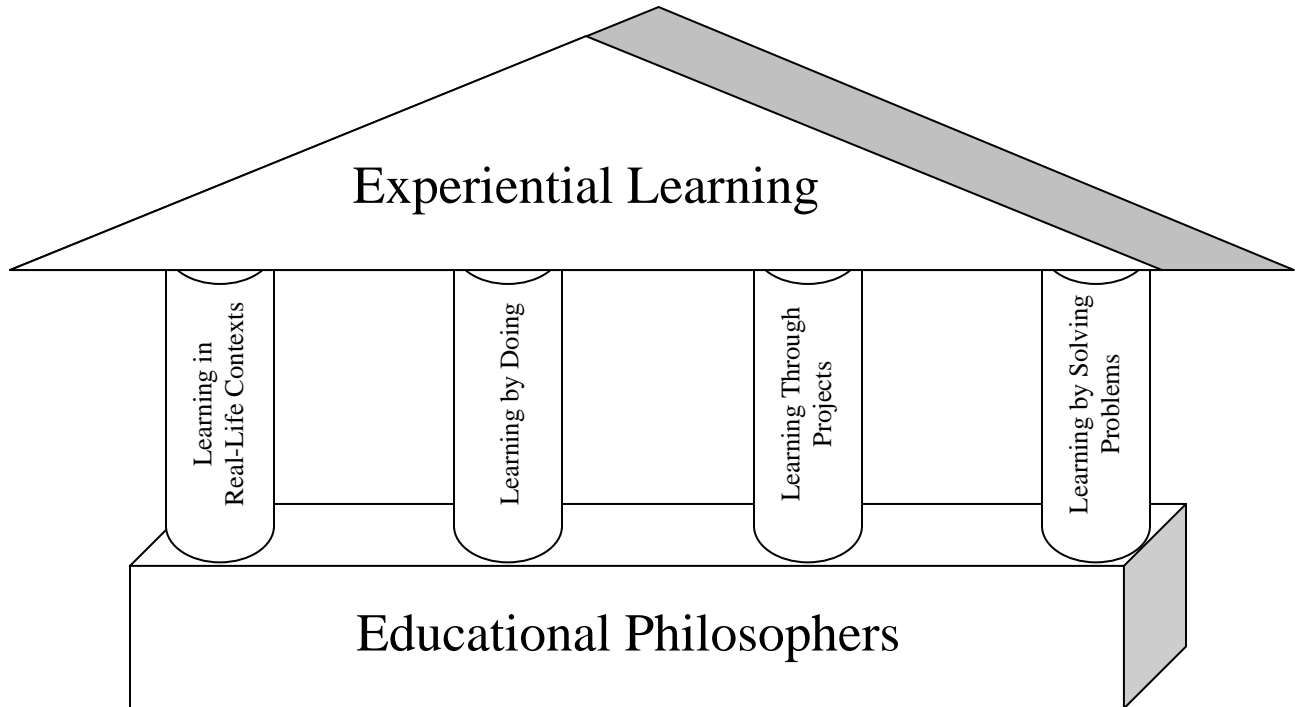 Experiential Learning
Learning in
Real-Life Contexts
Learning by Doing
Learning Through
Projects
Learning by Solving
Problems
Educational Philosophers